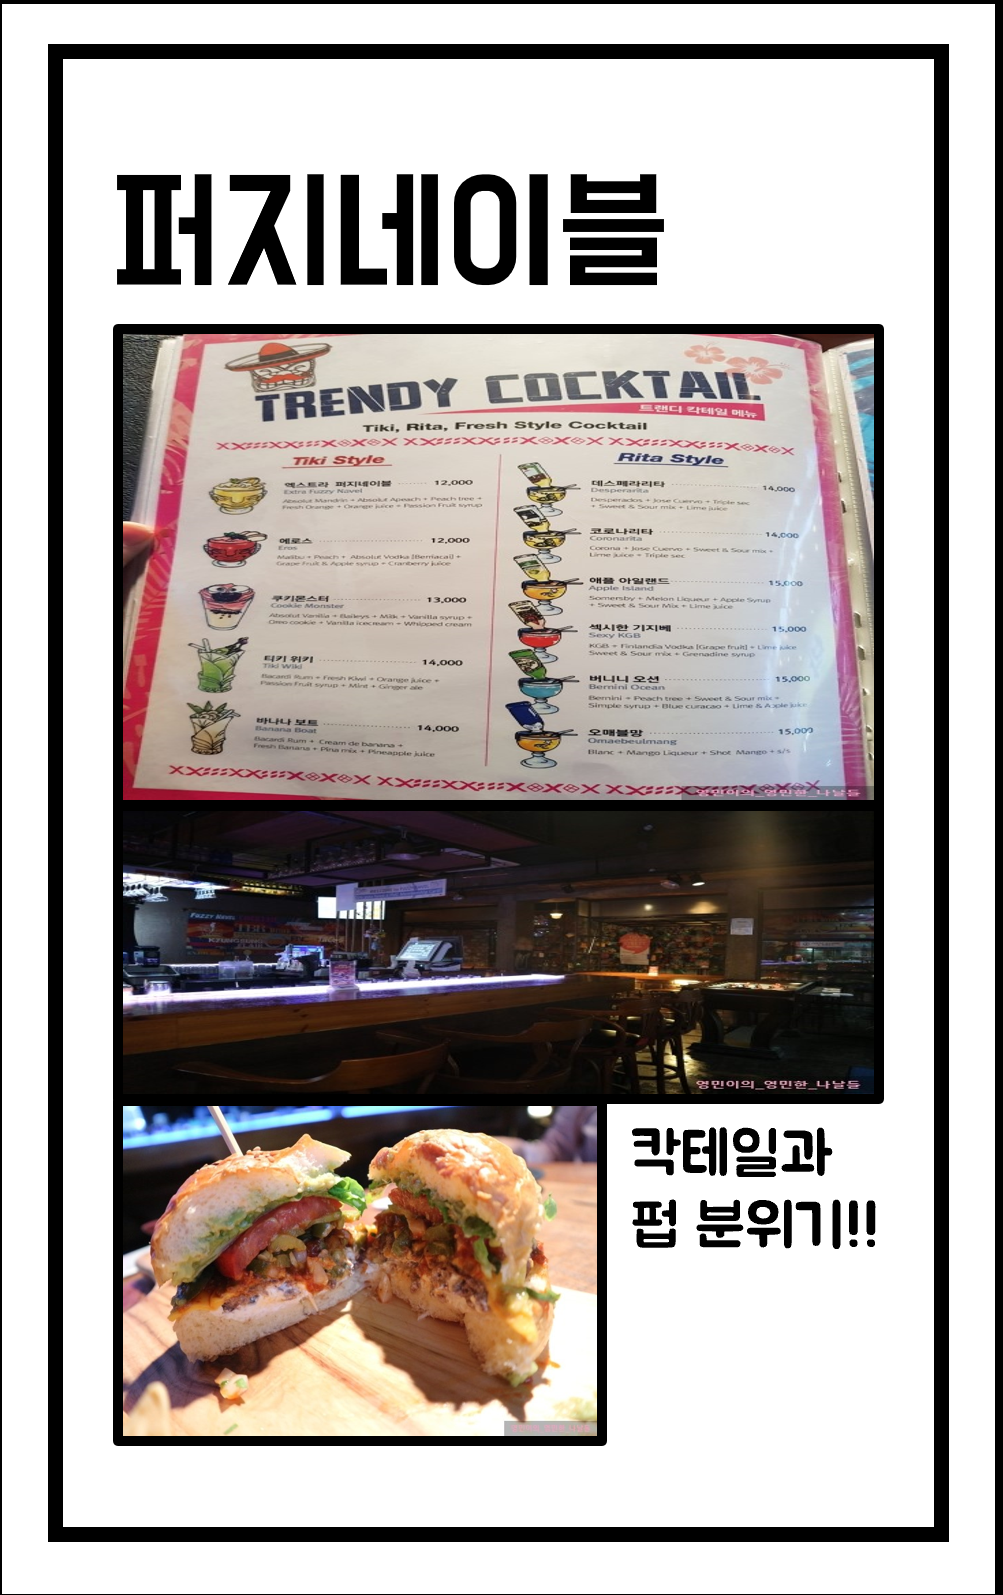 퍼지네이블
TRENDY COCKTAIL
트랜디 칵테일 메뉴
Tiki, Rita, Fresh Style Cocktail
Tiki Style
엑스트라 퍼지네이블 12,000
Extra Fuzzy Navel
Absolut Mandrin + Absolut Apeach + Peach tree +
Fresh Orange + Orange juice + Passion Fruit syrup
에로스 12,000
Eros
Malibu + Peach + Absolut Vodka [Berriacai] +
Grape fruit & Apple syrup + Cranberry juice
쿠키몬스터 13,000
Cookie Monster
Absolut Vanilla + Baileys + Milk + Vanilla syrup +
Oreo cookie + Vanilla icecream + Whipped cream
티키 위키 14,000
Tiki Wiki
Bacardi Rum + Fresh Kiwi + Orange juice +
Passion Fruit syrup + Mint + Ginger ale
바나나 보트 14,000
Banana Boat
Bacardi Rum + Cream de banana +
Fresh Banana + Pina mix + Pineapple juice
Rita Style
데스페라리타 14,000
Desperarita
Desperados + Jose Cuervo + Triple sec
+ Sweet & Sour mix + Lime juice
코로나리타 14,000
Coronarita
Corona + Jose Cuervo + Sweet & Sour mix +
Lime juice + Triple sec
애플 아일랜드 15,000
Apple Island
Somersby + Melon Liqueur + Apple Syrup
+ Sweet & Sour Mix + Lime juice
섹시한 기지배 15,000
Sexy KGB
KGB + Finlandia Vodka [Grape fruit] + Lime juice
Sweet & Sour mix + Grenadine syrup
버니니 오션 15,000
Bernini Ocean
Bernini + Peach tree + Sweet & Sour mix +
Simple syrup + Blue curacao + Lime & Apple juice
오매불망 15,000
Omaebeulmang
Blanc + Mango Liqueur + Shot Mango + s/s
영민이의_영민한_나날들
영민이의_영민한_나날들
칵테일과
펍 분위기!!